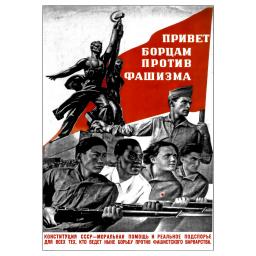 ПРИВЕТ
БОРЦАМ
ПРОТИВ
ФАШИЗМА
КОНСТИТУЦИЯ СССР—МОРАЛЬНАЯ ПОМОЩЬ И РЕАЛЬНОЕ ПОДСПОРЬЕ
ДЛЯ ВСЕХ ТЕХ, КТО ВЕДЕТ НЫНЕ БОРЬБУ ПРОТИВ ФАШИСТСКОГО ВАРВАРСТВА.